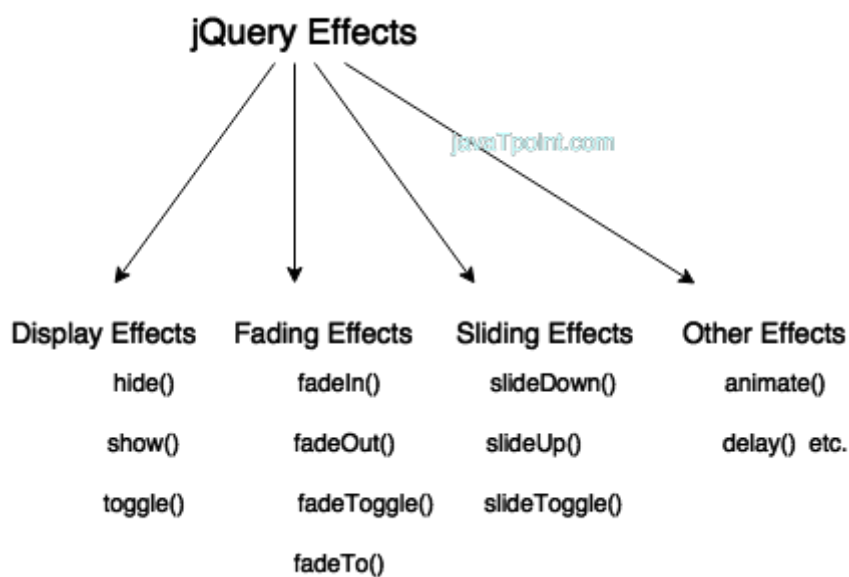 jQuery Effects
javaTpoint.com
Display Effects
hide()
show()
toggle()
Fading Effects
fadeIn()
fadeOut()
fadeToggle()
fadeTo()
Sliding Effects
slideDown()
slideUp()
slideToggle()
Other Effects
animate()
delay() etc.